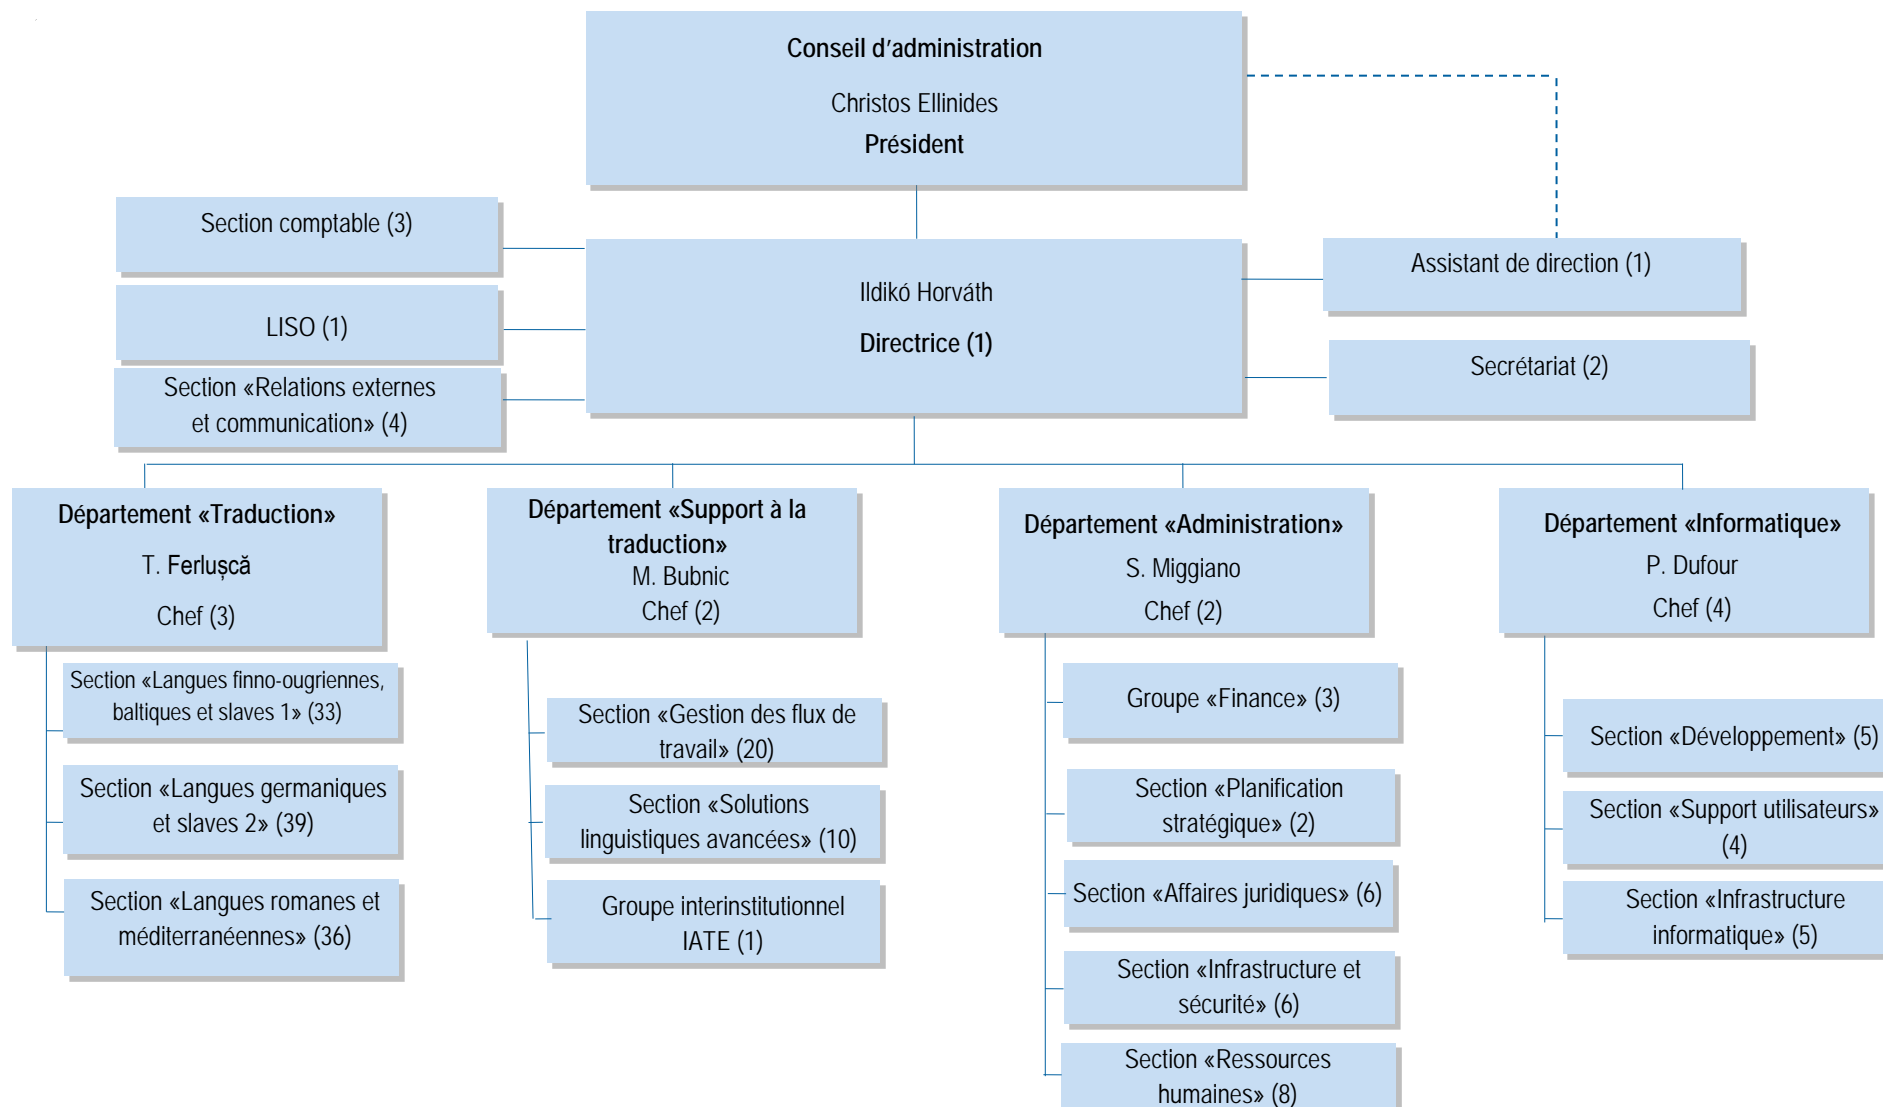 Conseil d’administration
Christos Ellinides
Président
Section comptable (3)
LISO (1)
Section «Relations externes
et communication» (4)
Ildikó Horváth
Directrice (1)
Assistant de direction (1)
Secrétariat (2)
Département «Traduction»
T. Ferlușcă
Chef (3)
Section «Langues finno-ougriennes,
baltiques et slaves 1» (33)
Section «Langues germaniques
et slaves 2» (39)
Section «Langues romanes et
méditerranéennes» (36)
Département «Support à la
traduction»
M. Bubnic
Chef (2)
Section «Gestion des flux de
travail» (20)
Section «Solutions
linguistiques avancées» (10)
Groupe interinstitutionnel
IATE (1)
Département «Administration»
S. Miggiano
Chef (2)
Groupe «Finance» (3)
Section «Planification
stratégique» (2)
Section «Affaires juridiques» (6)
Section «Infrastructure et
sécurité» (6)
Section «Ressources
humaines» (8)
Département «Informatique»
P. Dufour
Chef (4)
Section «Développement» (5)
Section «Support utilisateurs»
(4)
Section «Infrastructure
informatique» (5)